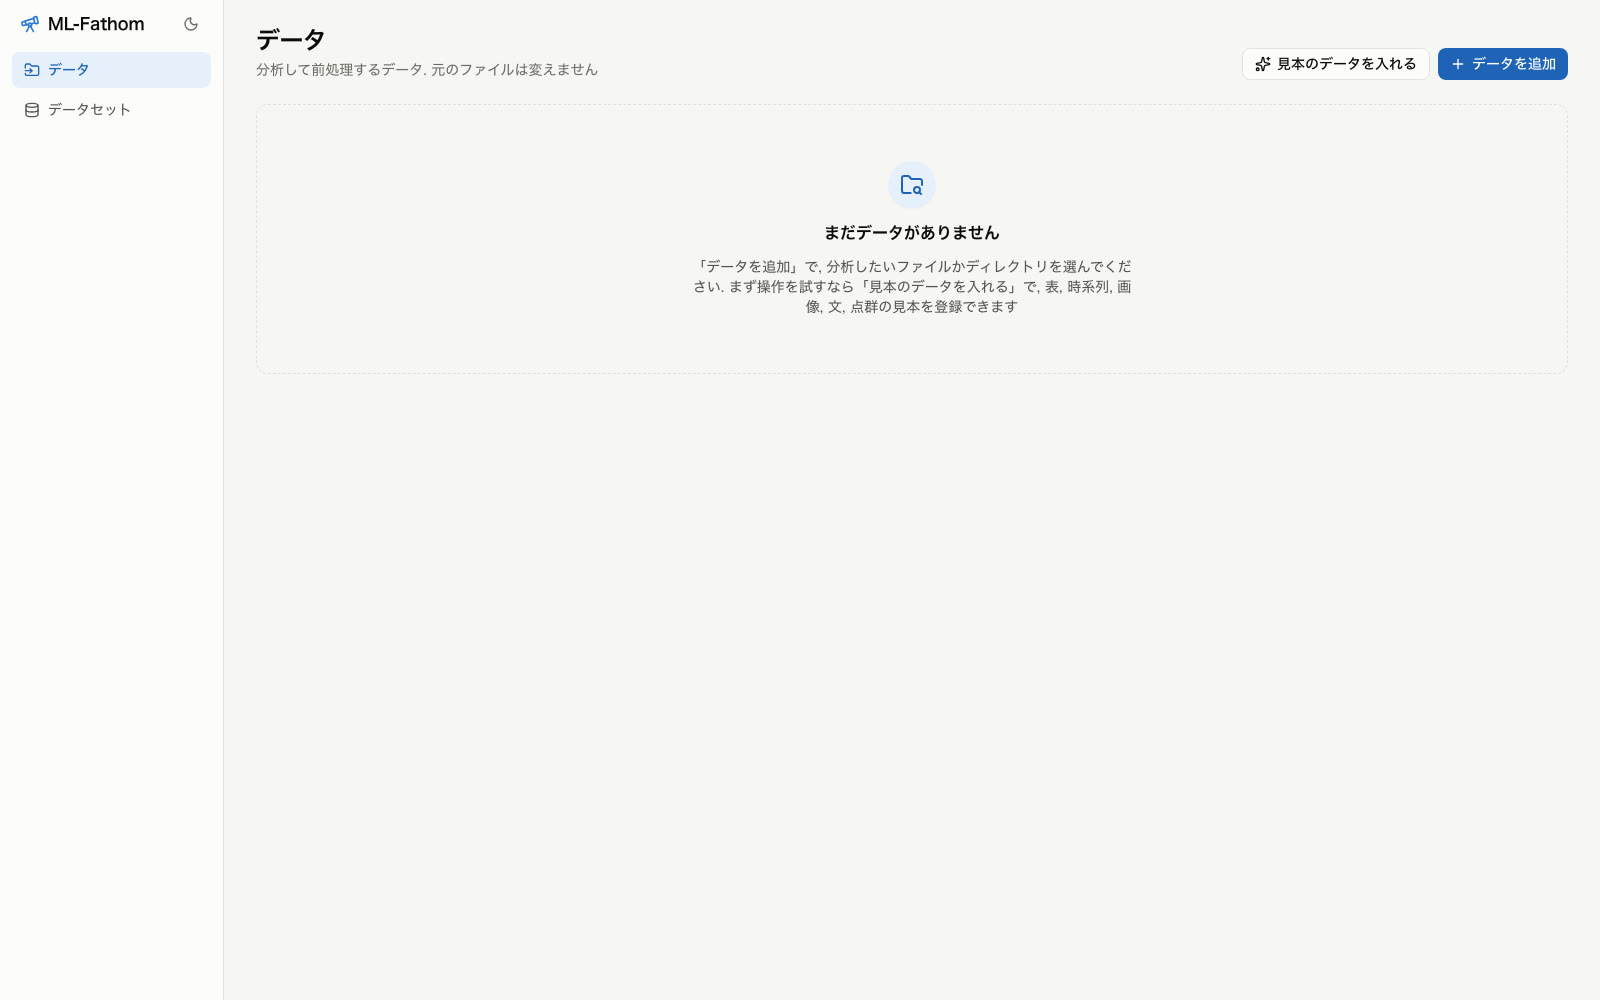 ML-Fathom
データ
データセット
データ
分析して前処理するデータ. 元のファイルは変えません
見本のデータを入れる
データを追加
まだデータがありません
「データを追加」で, 分析したいファイルかディレクトリを選んでくだ
さい. まず操作を試すなら「見本のデータを入れる」で, 表, 時系列, 画
像, 文, 点群の見本を登録できます